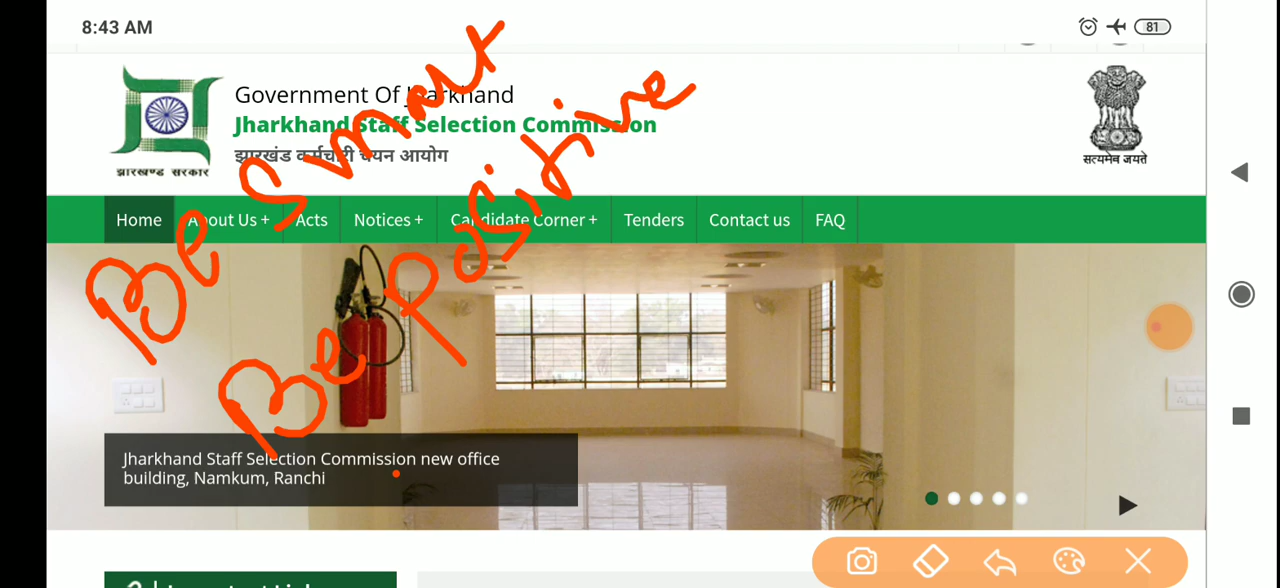 8:43 AM
81
Government Of Jharkhand
Jharkhand Staff Selection Commission
झारखंड कर्मचारी चयन आयोग
झारखण्ड सरकार
सत्यमेव जयते
Home About Us + Acts Notices + Candidate Corner + Tenders Contact us FAQ
Be Smart
Be Positive
Jharkhand Staff Selection Commission new office
building, Namkum, Ranchi